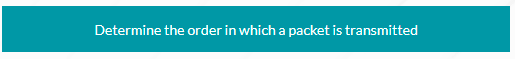 Determine the order in which a packet is transmitted